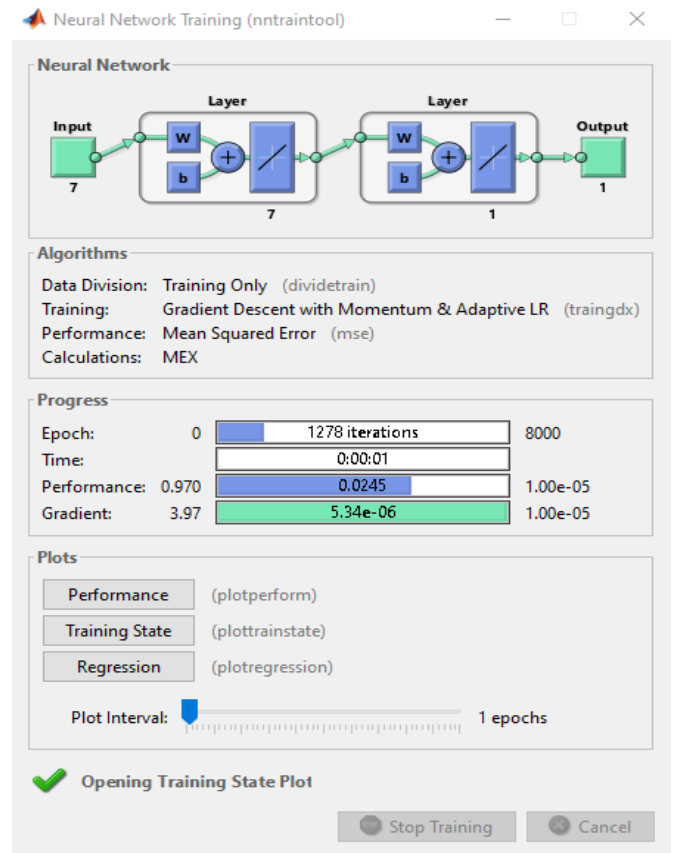 Neural Network Training (nntraintool)
Neural Network
Layer Layer
Input Output
W W
b b
+ +
7 1
7 1
Algorithms
Data Division: Training Only (dividetrain)
Training: Gradient Descent with Momentum & Adaptive LR (traingdx)
Performance: Mean Squared Error (mse)
Calculations: MEX
Progress
Epoch: 0 1278 iterations 8000
Time: 0:00:01
Performance: 0.970 0.0245 1.00e-05
Gradient: 3.97 5.34e-06 1.00e-05
Plots
Performance (plotperform)
Training State (plottrainstate)
Regression (plotregression)
Plot Interval: 1 epochs
Opening Training State Plot
STOP Stop Training Cancel